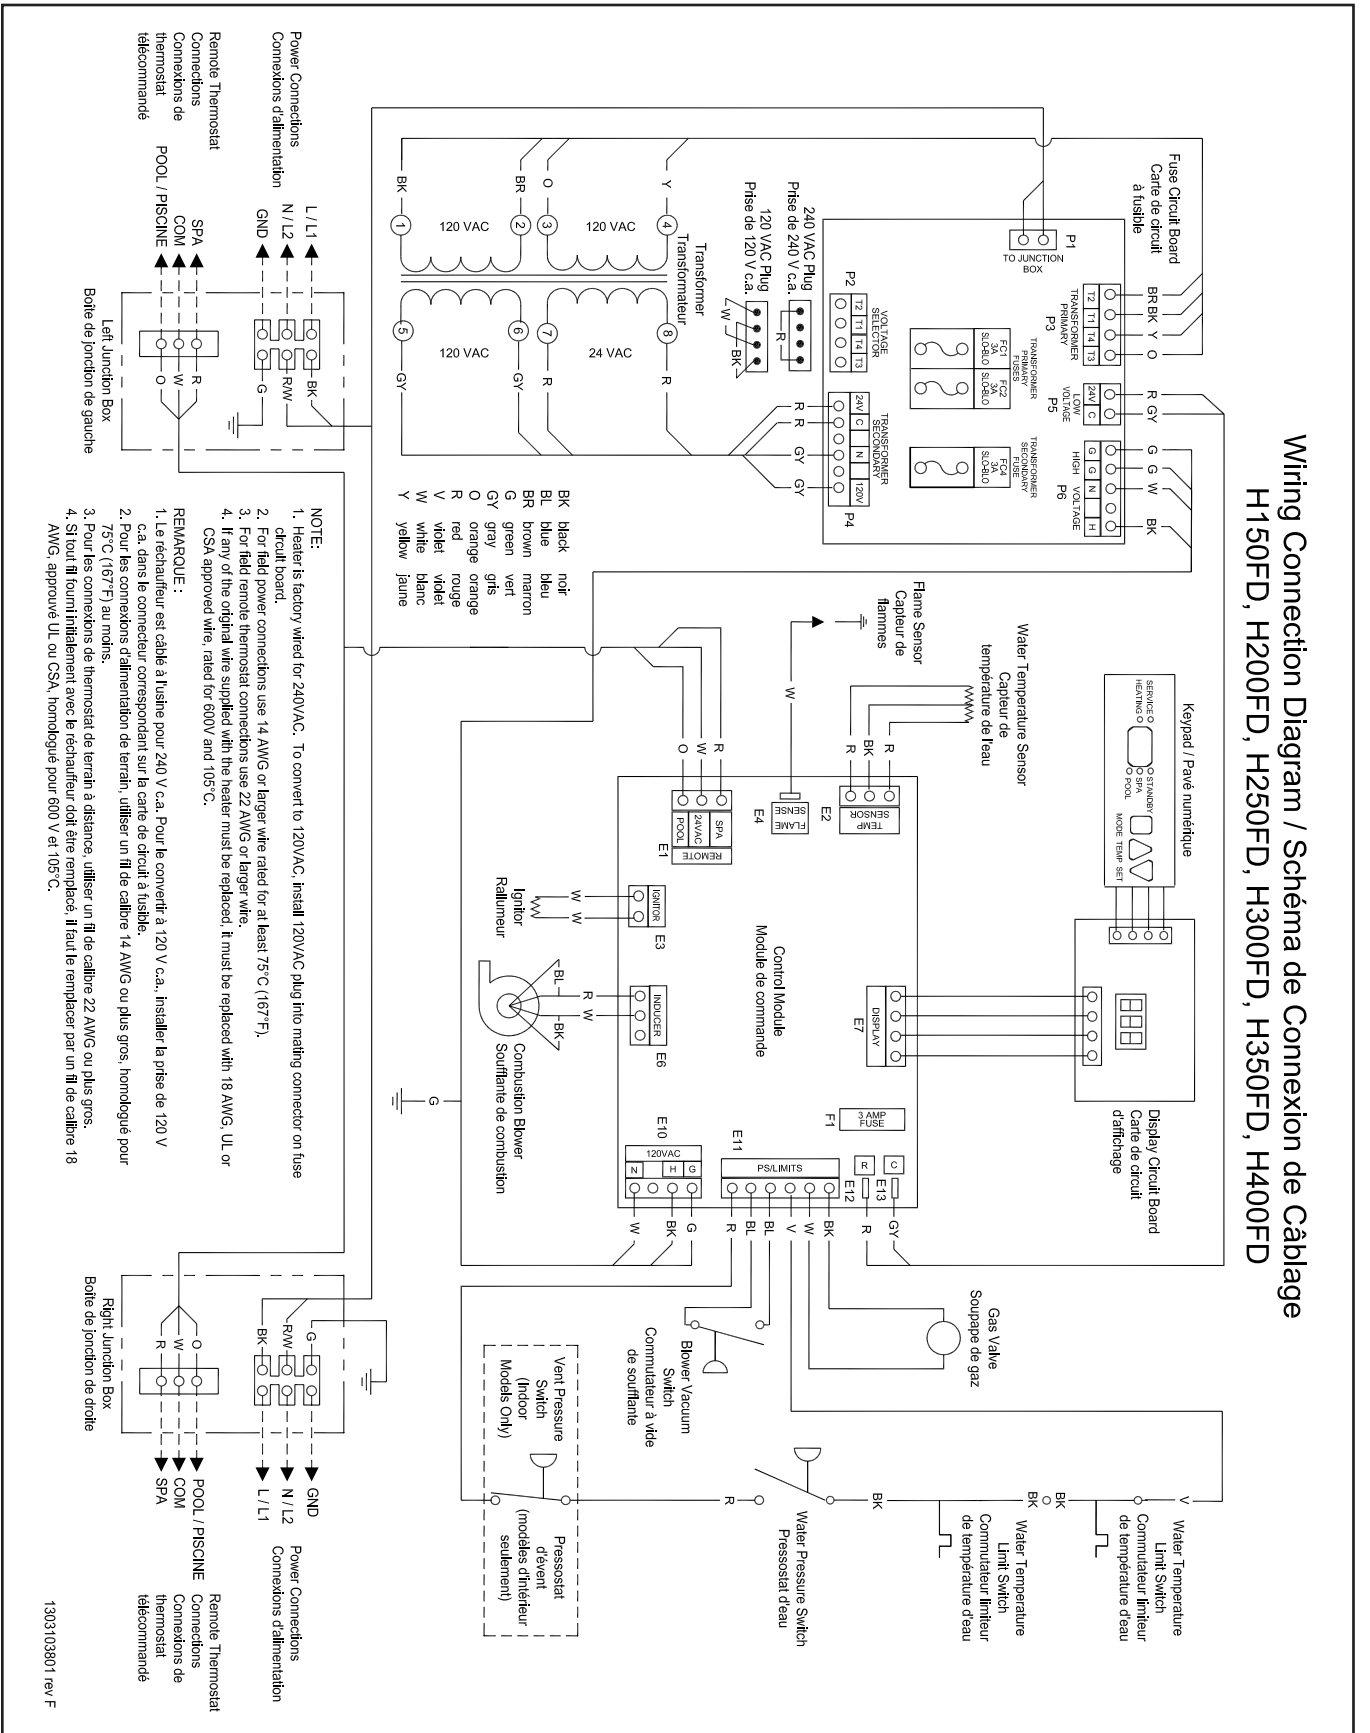 Wiring Connection Diagram / Schéma de Connexion de Câblage
H150FD, H200FD, H250FD, H300FD, H350FD, H400FD
Fuse Circuit Board
Carte de circuit
à fusible
P1
TO JUNCTION
BOX
BR
BK
Y
O
T2
T1
T4
T3
TRANSFORMER
PRIMARY
P3
R
GY
24V
C
LOW
VOLTAGE
P5
G
G
W
BK
G
G
N
H
HIGH VOLTAGE
P6
TRANSFORMER
PRIMARY
FUSES
FC1
3A
SLO-BLO
FC2
3A
SLO-BLO
TRANSFORMER
SECONDARY
FUSE
FC4
3A
SLO-BLO
VOLTAGE
SELECTOR
T2
T1
T4
T3
P2
TRANSFORMER
SECONDARY
24V
C
N
120V
P4
R
R
GY
GY
240 VAC Plug
Prise de 240 V c.a.
R
120 VAC Plug
Prise de 120 V c.a.
W
BK
Transformer
Transformateur
Y
O
BR
BK
4
3
2
1
120 VAC
120 VAC
8
7
6
5
24 VAC
120 VAC
R
R
GY
GY
BK black noir
BL blue bleu
BR brown marron
G green vert
GY gray gris
O orange orange
R red rouge
V violet violet
W white blanc
Y yellow jaune
Power Connections
Connexions d'alimentation
L / L1
N / L2
GND
BK
R/W
G
Remote Thermostat
Connections
Connexions de
thermostat
télécommandé
SPA
COM
POOL / PISCINE
R
W
O
Left Junction Box
Boîte de jonction de gauche
Keypad / Pavé numérique
SERVICE
HEATING
STANDBY
SPA
POOL
MODE TEMP SET
Display Circuit Board
Carte de circuit
d'affichage
Water Temperature Sensor
Capteur de
température de l'eau
R
BK
R
TEMP
SENSOR
E2
Flame Sensor
Capteur de
flammes
W
FLAME
SENSE
E4
R
W
O
SPA
24VAC
POOL
REMOTE
E1
DISPLAY
E7
Control Module
Module de commande
3 AMP
FUSE
F1
IGNITOR
E3
W
W
Ignitor
Rallumeur
INDUCER
E6
BL
R
W
BK
Combustion Blower
Soufflante de combustion
G
C
E13
R
E12
GY
R
PS/LIMITS
E11
BK
W
V
BL
BL
R
120VAC
G
H
N
E10
G
BK
W
Gas Valve
Soupape de gaz
Blower Vacuum
Switch
Commutateur à vide
de soufflante
Vent Pressure
Switch
(Indoor
Models Only)
Pressostat
d'évent
(modèles d'intérieur
seulement)
R
Water Pressure Switch
Pressostat d'eau
BK
Water Temperature
Limit Switch
Commutateur limiteur
de température d'eau
BK
BK
Water Temperature
Limit Switch
Commutateur limiteur
de température d'eau
V
G
R/W
BK
GND
N / L2
L / L1
Power Connections
Connexions d'alimentation
O
W
R
POOL / PISCINE
COM
SPA
Remote Thermostat
Connections
Connexions de
thermostat
télécommandé
Right Junction Box
Boîte de jonction de droite
NOTE:
1. Heater is factory wired for 240VAC. To convert to 120VAC, install 120VAC plug into mating connector on fuse
circuit board.
2. For field power connections use 14 AWG or larger wire rated for at least 75°C (167°F).
3. For field remote thermostat connections use 22 AWG or larger wire.
4. If any of the original wire supplied with the heater must be replaced, it must be replaced with 18 AWG, UL or
CSA approved wire, rated for 600V and 105°C.
REMARQUE :
1. Le réchauffeur est câblé à l'usine pour 240 V c.a. Pour le convertir à 120 V c.a., installer la prise de 120 V
c.a. dans le connecteur correspondant sur la carte de circuit à fusible.
2. Pour les connexions d'alimentation de terrain, utiliser un fil de calibre 14 AWG ou plus gros, homologué pour
75°C (167°F) au moins.
3. Pour les connexions de thermostat de terrain à distance, utiliser un fil de calibre 22 AWG ou plus gros.
4. Si tout fil fourni initialement avec le réchauffeur doit être remplacé, il faut le remplacer par un fil de calibre 18
AWG, approuvé UL ou CSA, homologué pour 600 V et 105°C.
1303103801 rev F